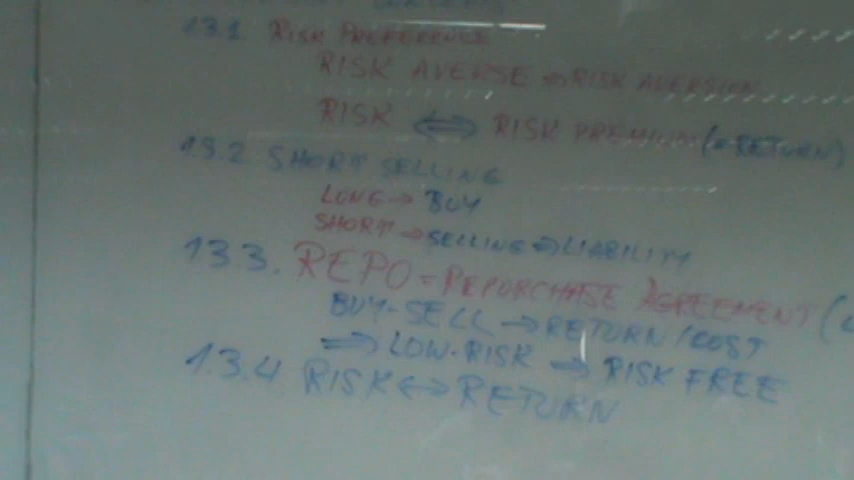 13.1 RISK PREFERENCE
RISK AVERSE → RISK AVERSION
RISK ⇔ RISK PREMIUM (=RETURN)
13.2 SHORT SELLING
LONG → BUY
SHORT → SELLING ⇒ LIABILITY
13.3. REPO = REPURCHASE AGREEMENT (
BUY-SELL → RETURN / COST
⇒ LOW-RISK → RISK FREE
13.4 RISK ↔ RETURN